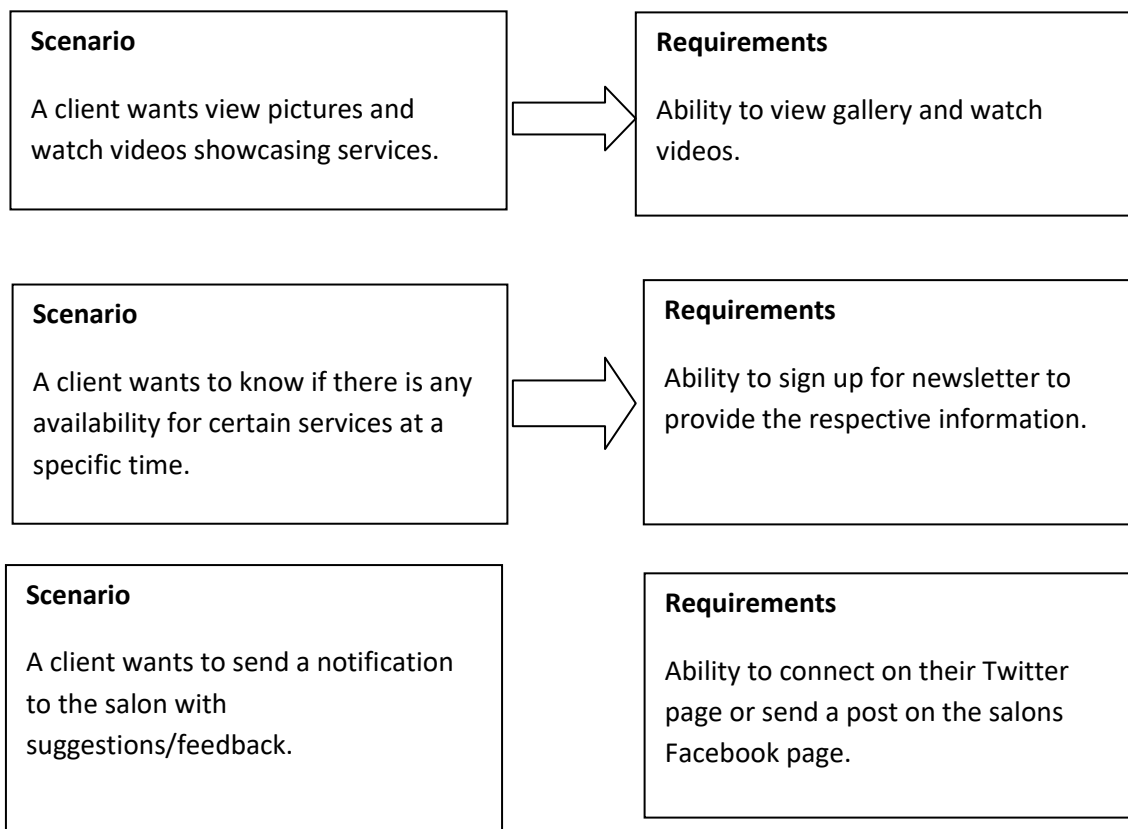 Scenario
A client wants view pictures and
watch videos showcasing services.
Requirements
Ability to view gallery and watch
videos.
Scenario
A client wants to know if there is any
availability for certain services at a
specific time.
Requirements
Ability to sign up for newsletter to
provide the respective information.
Scenario
A client wants to send a notification
to the salon with
suggestions/feedback.
Requirements
Ability to connect on their Twitter
page or send a post on the salons
Facebook page.